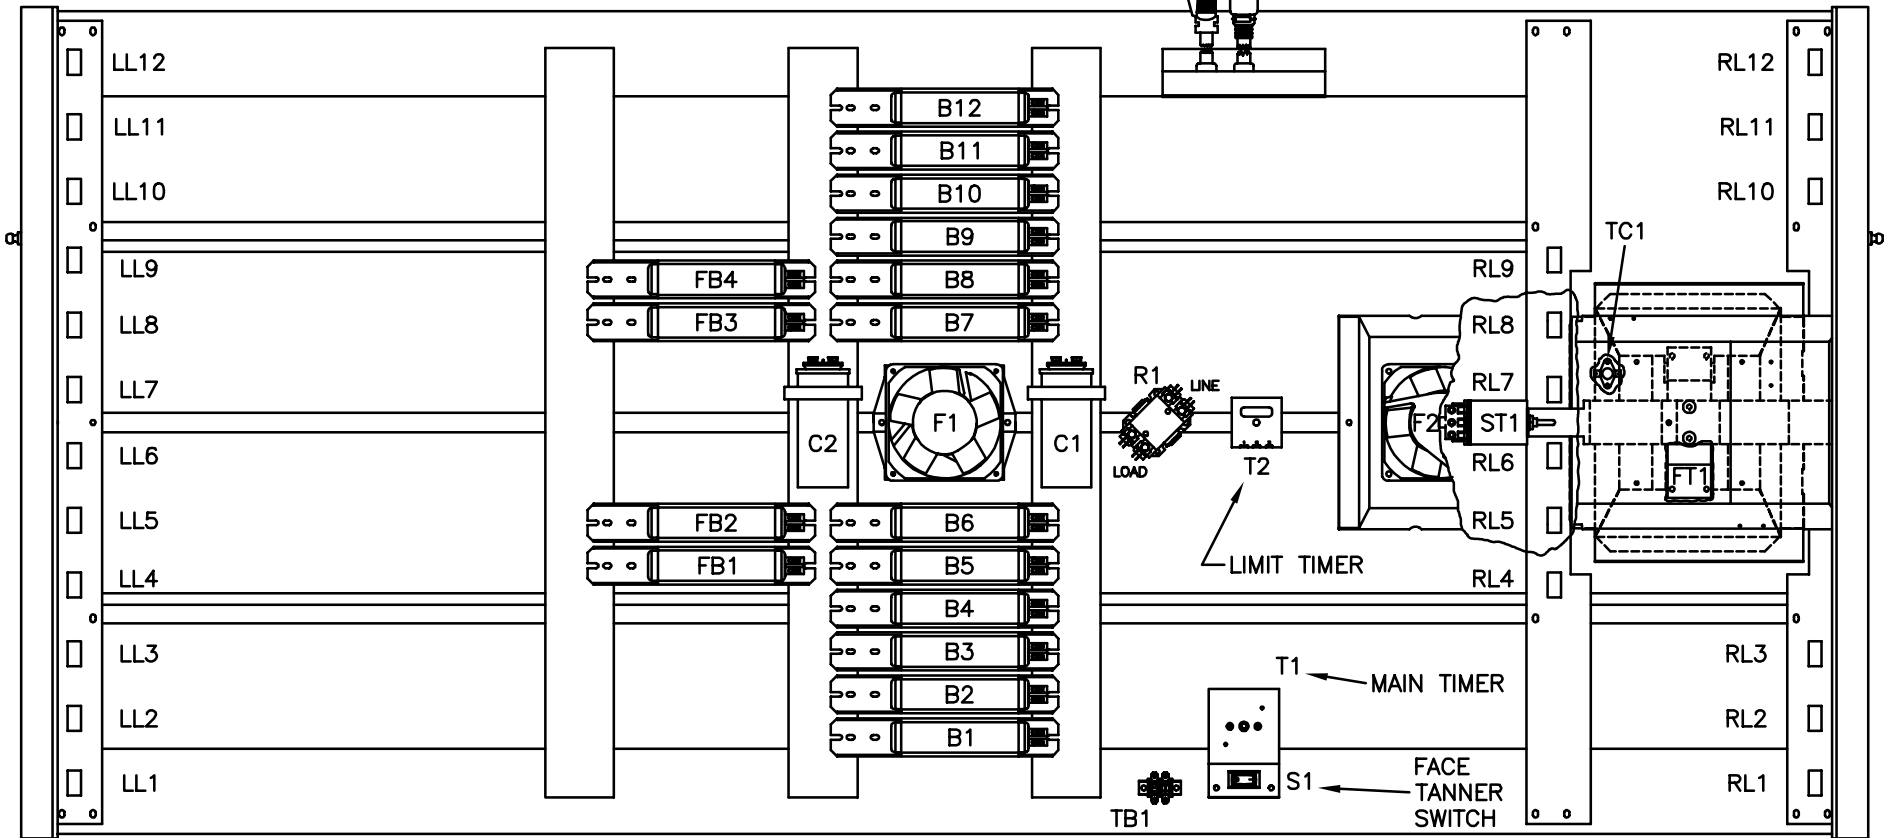 LL12
RL12
B12
LL11
RL11
B11
LL10
B10
RL10
TC1
B9
LL9
RL9
FB4
B8
LL8
FB3
B7
RL8
R1
LINE
LL7
RL7
F1
F2
ST1
C2
C1
LL6
LOAD
T2
RL6
FT1
LL5
FB2
B6
RL5
LL4
FB1
B5
LIMIT TIMER
RL4
B4
LL3
B3
RL3
T1
MAIN TIMER
B2
LL2
RL2
B1
LL1
S1
FACE
TANNER
SWITCH
RL1
TB1